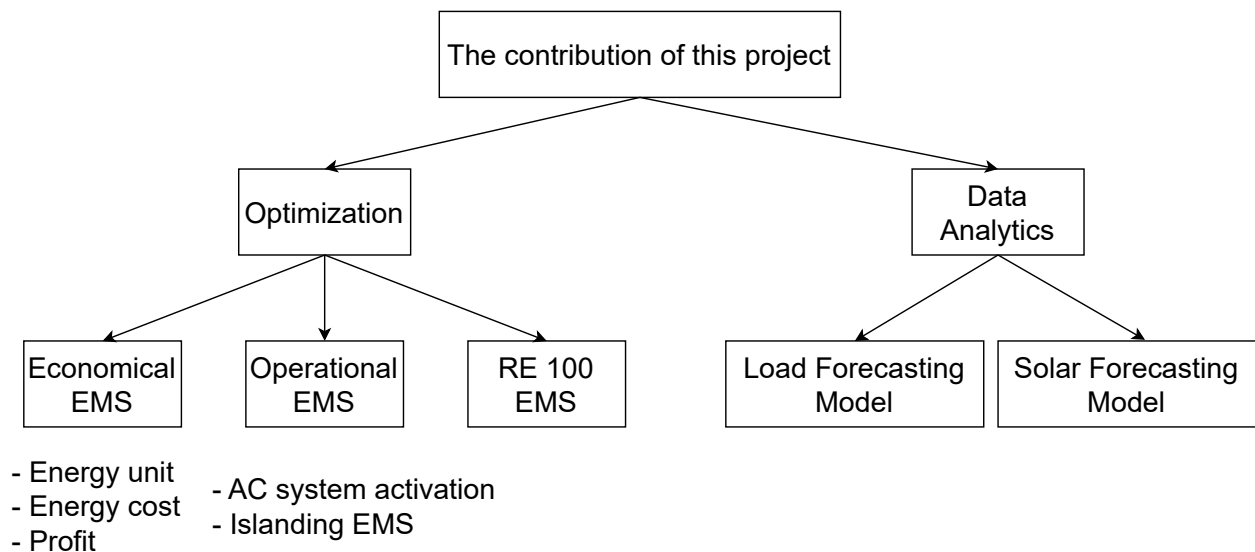 The contribution of this project
Optimization
Data
Analytics
Economical
EMS
Operational
EMS
RE 100
EMS
Load Forecasting
Model
Solar Forecasting
Model
- Energy unit
- Energy cost
- Profit
- AC system activation
- Islanding EMS